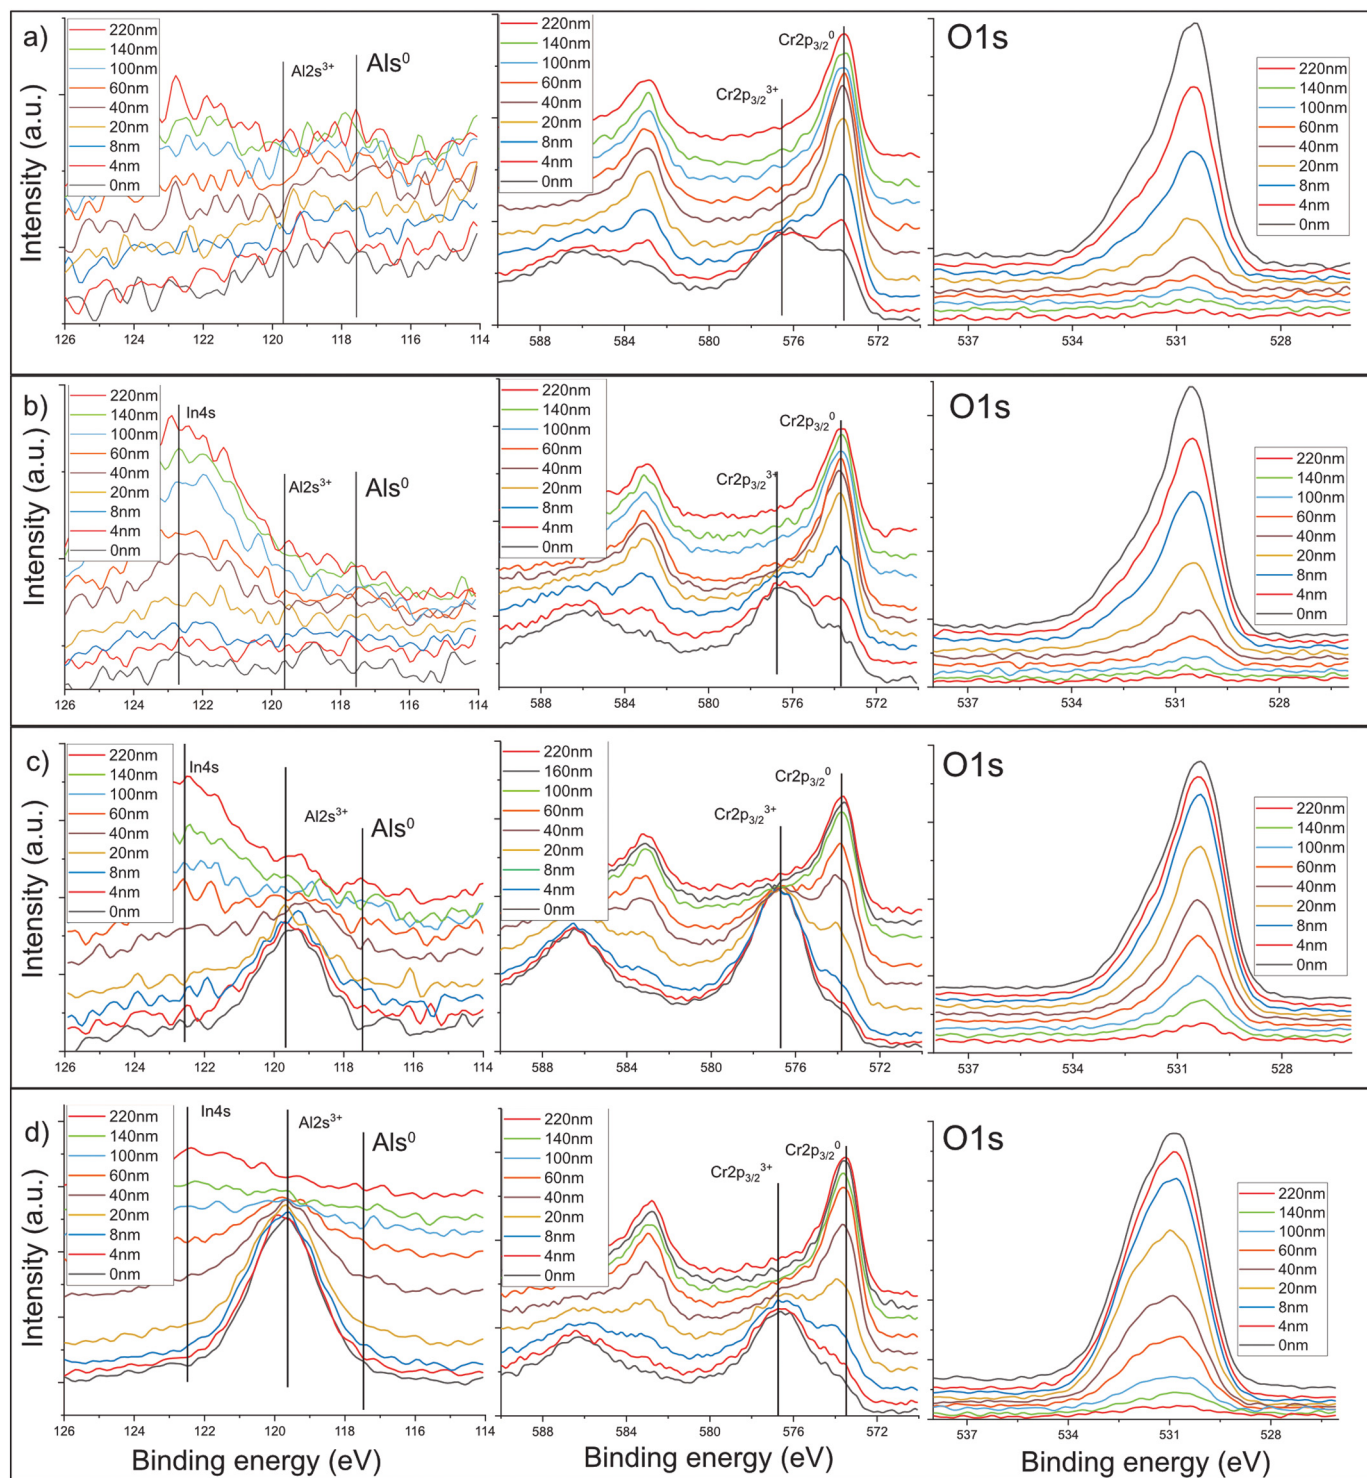 a)
Intensity (a.u.)
220nm
140nm
100nm
60nm
40nm
20nm
8nm
4nm
0nm
Al2s³⁺
Als⁰
126 124 122 120 118 116 114
220nm
140nm
100nm
60nm
40nm
20nm
8nm
4nm
0nm
Cr2p3/2³⁺
Cr2p3/2⁰
588 584 580 576 572
O1s
220nm
140nm
100nm
60nm
40nm
20nm
8nm
4nm
0nm
537 534 531 528
b)
Intensity (a.u.)
220nm
140nm
100nm
60nm
40nm
20nm
8nm
4nm
0nm
In4s
Al2s³⁺
Als⁰
126 124 122 120 118 116 114
220nm
140nm
100nm
60nm
40nm
20nm
8nm
4nm
0nm
Cr2p3/2³⁺
Cr2p3/2⁰
588 584 580 576 572
O1s
220nm
140nm
100nm
60nm
40nm
20nm
8nm
4nm
0nm
537 534 531 528
c)
Intensity (a.u.)
220nm
140nm
100nm
60nm
40nm
20nm
8nm
4nm
0nm
In4s
Al2s³⁺
Als⁰
126 124 122 120 118 116 114
220nm
160nm
100nm
60nm
40nm
20nm
8nm
4nm
0nm
Cr2p3/2³⁺
Cr2p3/2⁰
588 584 580 576 572
O1s
220nm
140nm
100nm
60nm
40nm
20nm
8nm
4nm
0nm
537 534 531 528
d)
Intensity (a.u.)
220nm
140nm
100nm
60nm
40nm
20nm
8nm
4nm
0nm
In4s
Al2s³⁺
Als⁰
126 124 122 120 118 116 114
Binding energy (eV)
220nm
140nm
100nm
60nm
40nm
20nm
8nm
4nm
0nm
Cr2p3/2³⁺
Cr2p3/2⁰
588 584 580 576 572
Binding energy (eV)
O1s
220nm
140nm
100nm
60nm
40nm
20nm
8nm
4nm
0nm
537 534 531 528
Binding energy (eV)